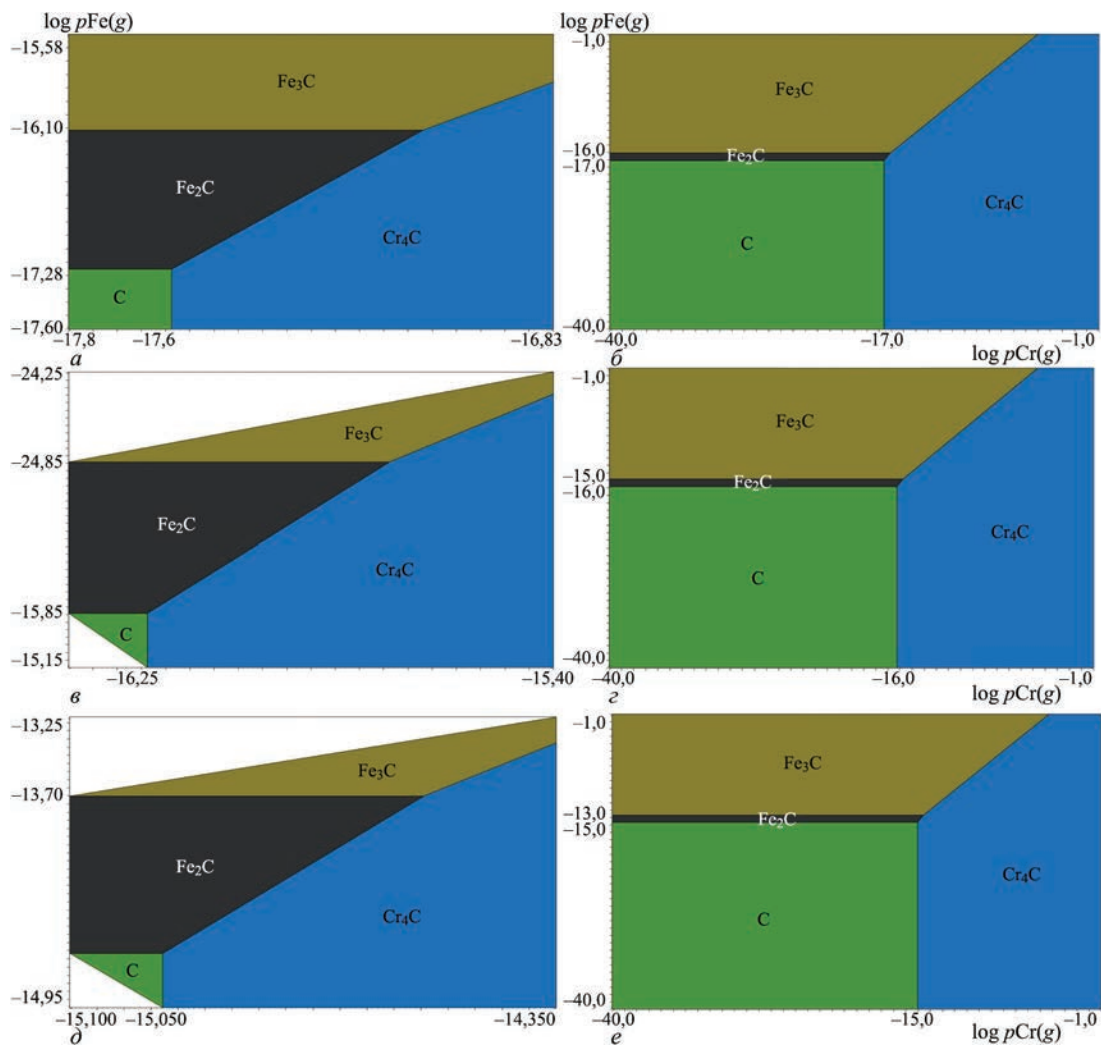 log pFe(g)
–15,58
Fe₃C
–16,10
Fe₂C
Cr₄C
–17,28
C
–17,60
–17,8
–17,6
–16,83
а
log pFe(g)
–1,0
Fe₃C
–16,0
Fe₂C
–17,0
Cr₄C
C
–40,0
–40,0
–17,0
–1,0
б
log pCr(g)
–24,25
Fe₃C
–24,85
Fe₂C
Cr₄C
–15,85
C
–15,15
–16,25
–15,40
в
–1,0
Fe₃C
–15,0
Fe₂C
–16,0
Cr₄C
C
–40,0
–40,0
–16,0
–1,0
г
log pCr(g)
–13,25
Fe₃C
–13,70
Fe₂C
Cr₄C
C
–14,95
–15,100
–15,050
–14,350
д
–1,0
Fe₃C
–13,0
Fe₂C
–15,0
Cr₄C
C
–40,0
–40,0
–15,0
–1,0
е
log pCr(g)